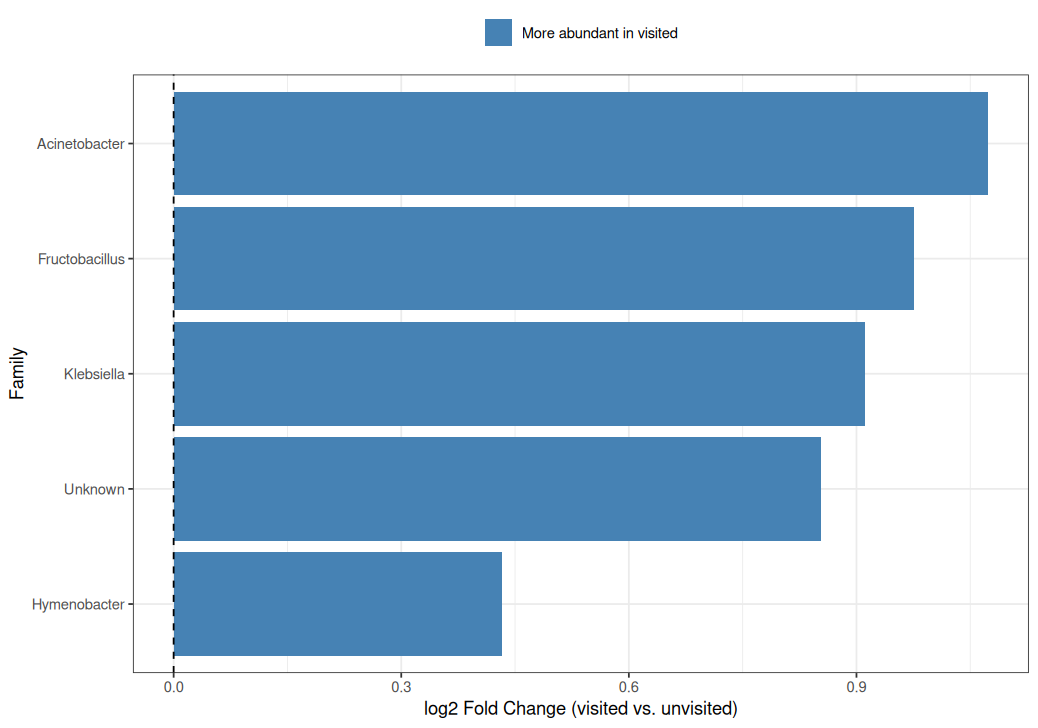 More abundant in visited
Family
Acinetobacter
Fructobacillus
Klebsiella
Unknown
Hymenobacter
0.0 0.3 0.6 0.9
log2 Fold Change (visited vs. unvisited)